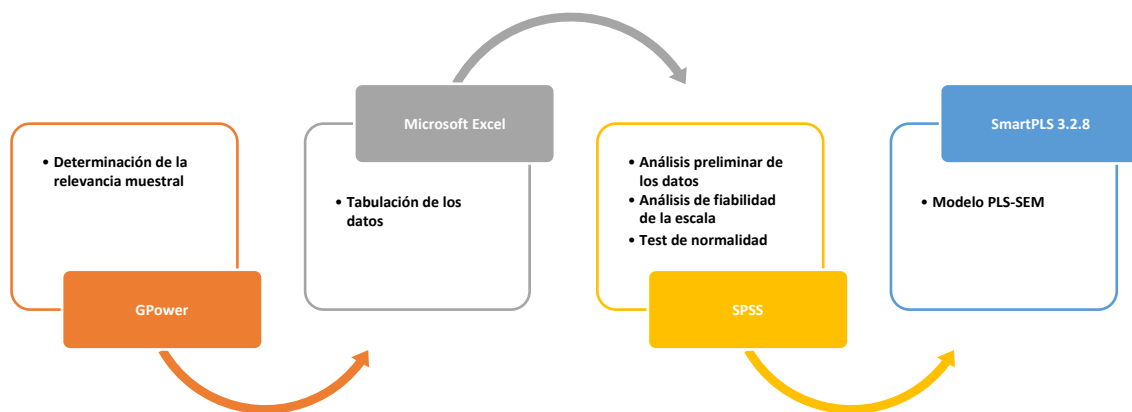 • Determinación de la
relevancia muestral
GPower
Microsoft Excel
• Tabulación de los
datos
• Análisis preliminar de
los datos
• Análisis de fiabilidad
de la escala
• Test de normalidad
SPSS
SmartPLS 3.2.8
• Modelo PLS-SEM